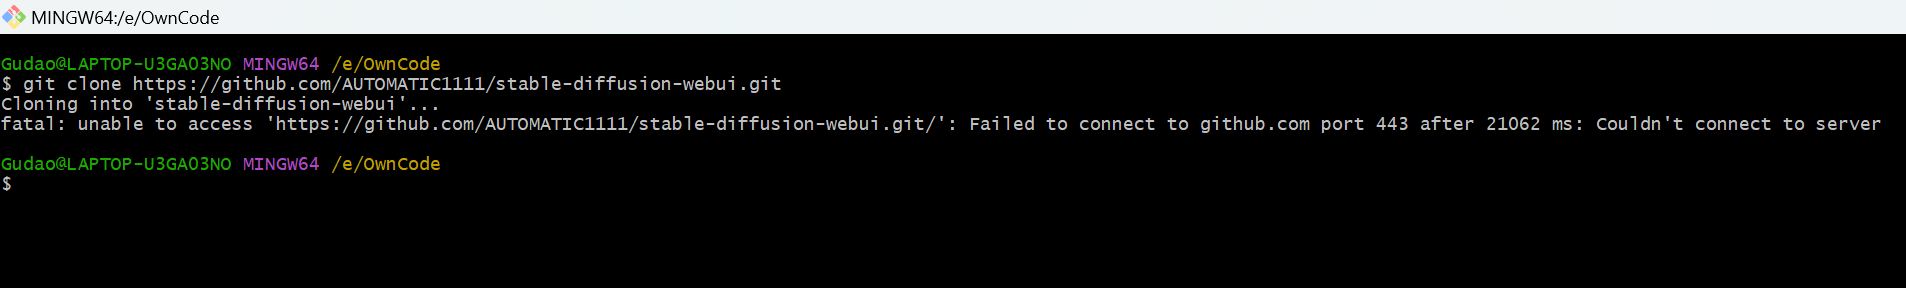 MINGW64:/e/OwnCode
Gudao@LAPTOP-U3GAO3NO MINGW64 /e/OwnCode
$ git clone https://github.com/AUTOMATIC1111/stable-diffusion-webui.git
Cloning into 'stable-diffusion-webui'...
fatal: unable to access 'https://github.com/AUTOMATIC1111/stable-diffusion-webui.git/': Failed to connect to github.com port 443 after 21062 ms: Couldn't connect to server
Gudao@LAPTOP-U3GAO3NO MINGW64 /e/OwnCode
$